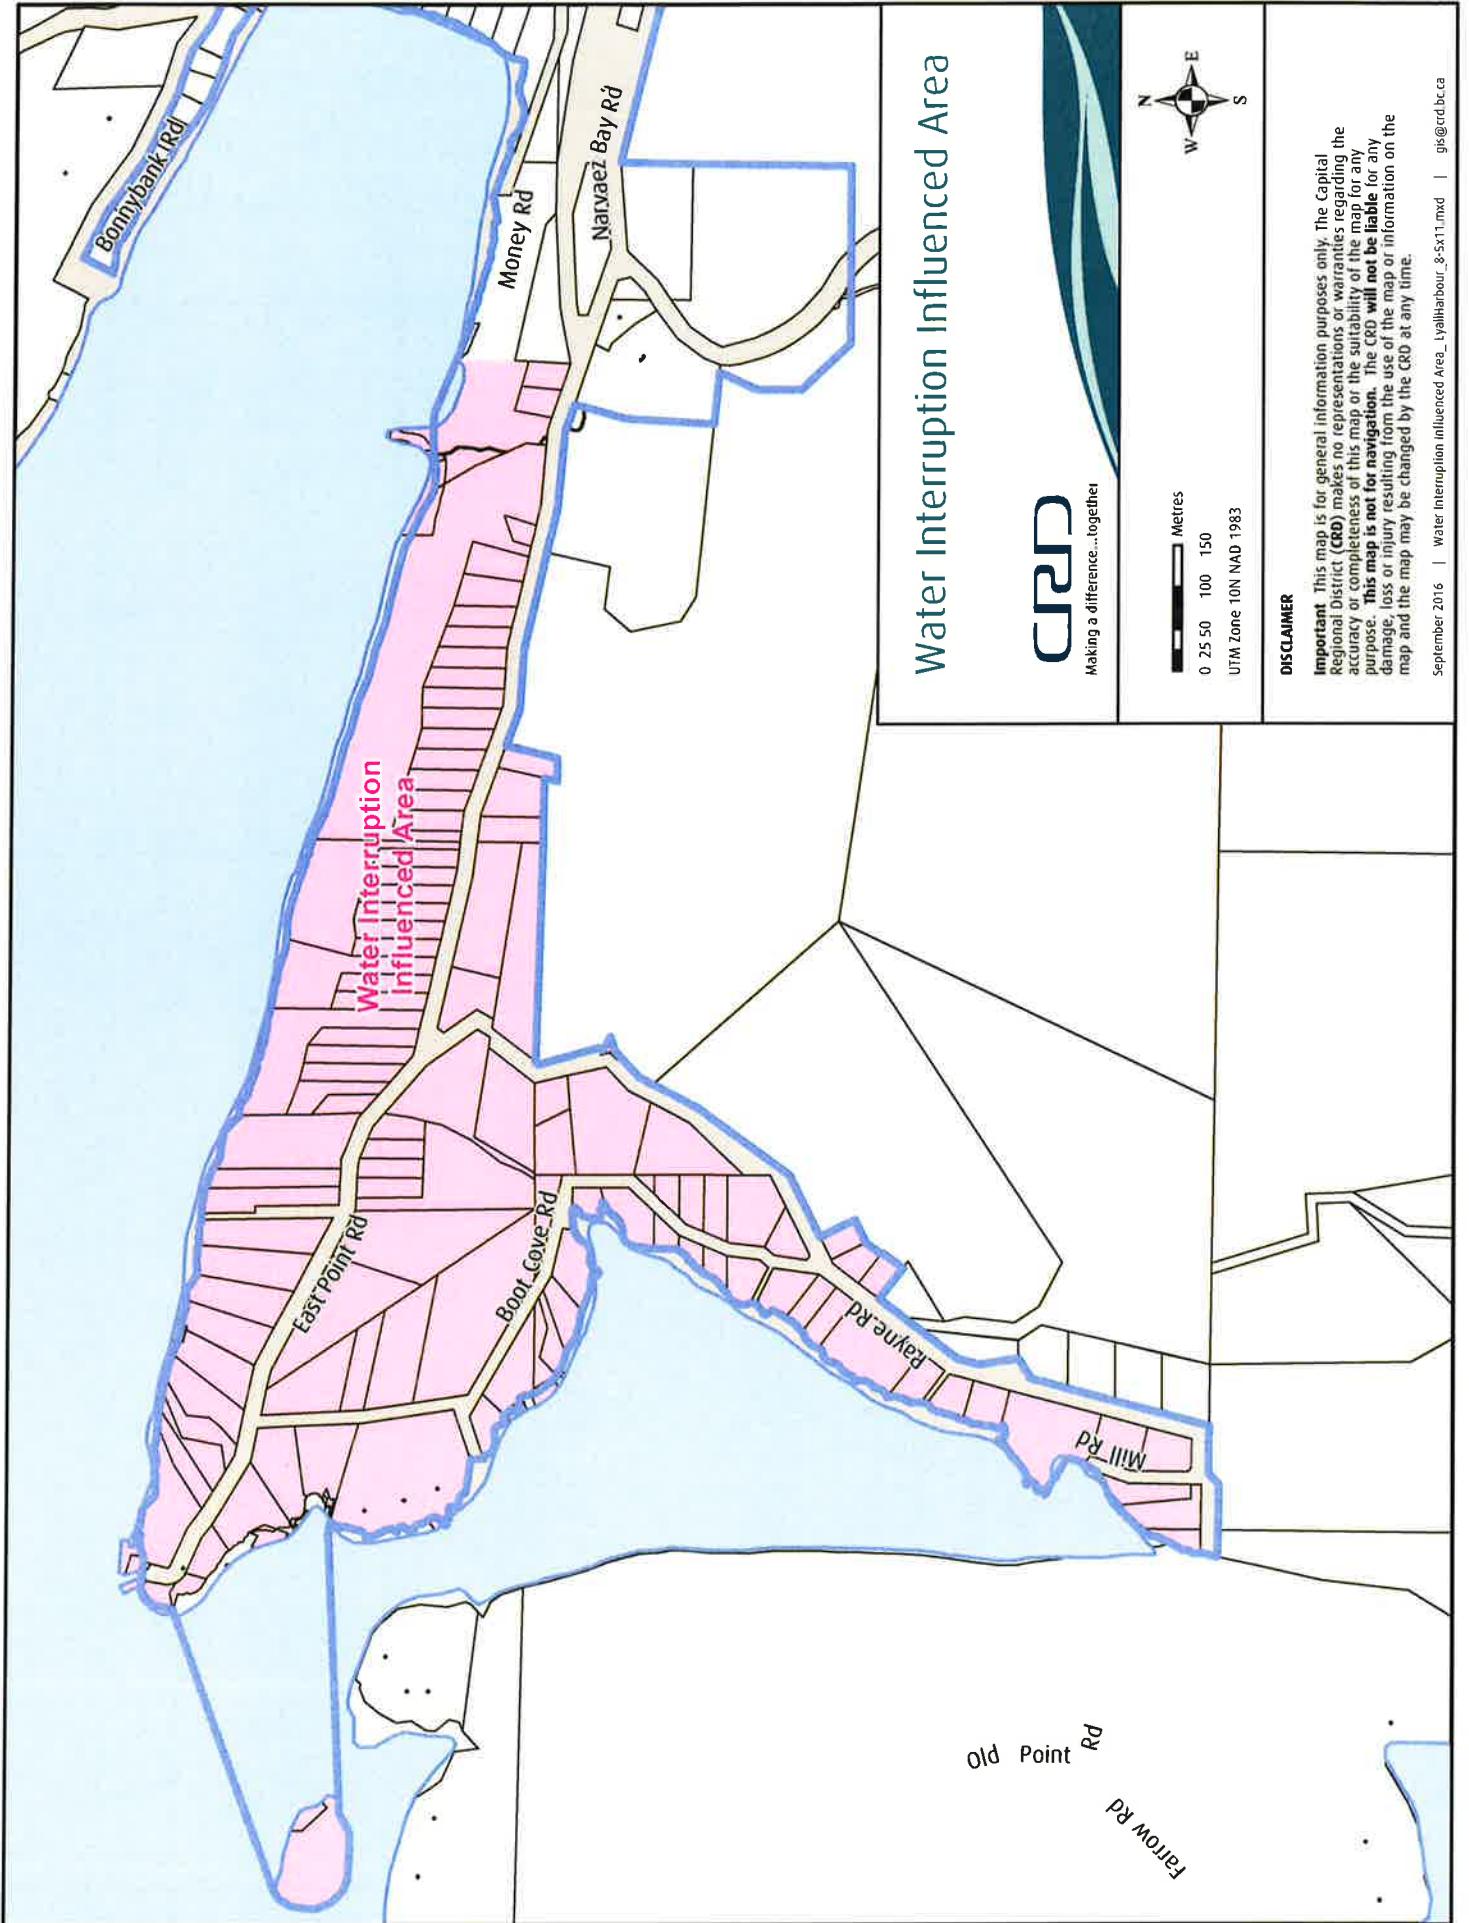 Bonnybank Rd
Money Rd
Narvaez Bay Rd
Water Interruption
Influenced Area
East Point Rd
Boot Cove Rd
Rayne Rd
Mill Rd
Old Point Rd
Farrow Rd
Water Interruption Influenced Area
CRD
Making a difference...together
N
W E
S
Metres
0 25 50 100 150
UTM Zone 10N NAD 1983
DISCLAIMER
Important This map is for general information purposes only. The Capital
Regional District (CRD) makes no representations or warranties regarding the
accuracy or completeness of this map or the suitability of the map for any
purpose. This map is not for navigation. The CRD will not be liable for any
damage, loss or injury resulting from the use of the map or information on the
map and the map may be changed by the CRD at any time.
September 2016 | Water Interruption Influenced Area_ LyallHarbour_8-5x11.mxd | gis@crd.bc.ca